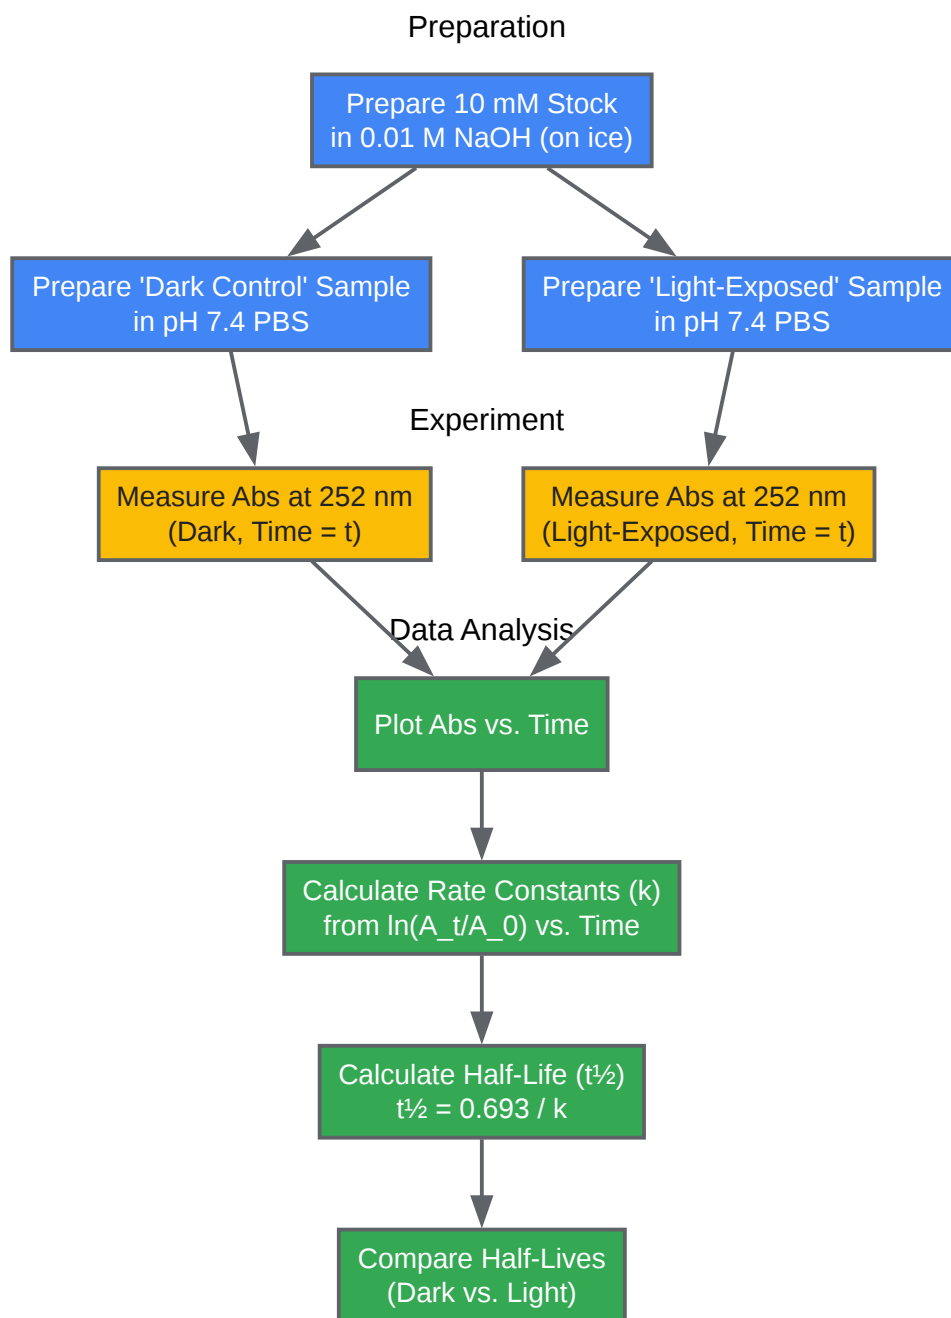 Preparation
Prepare 10 mM Stock
in 0.01 M NaOH (on ice)
Prepare 'Dark Control' Sample
in pH 7.4 PBS
Prepare 'Light-Exposed' Sample
in pH 7.4 PBS
Experiment
Measure Abs at 252 nm
(Dark, Time = t)
Measure Abs at 252 nm
(Light-Exposed, Time = t)
Data Analysis
Plot Abs vs. Time
Calculate Rate Constants (k)
from ln(A_t/A_0) vs. Time
Calculate Half-Life (t½)
t½ = 0.693 / k
Compare Half-Lives
(Dark vs. Light)